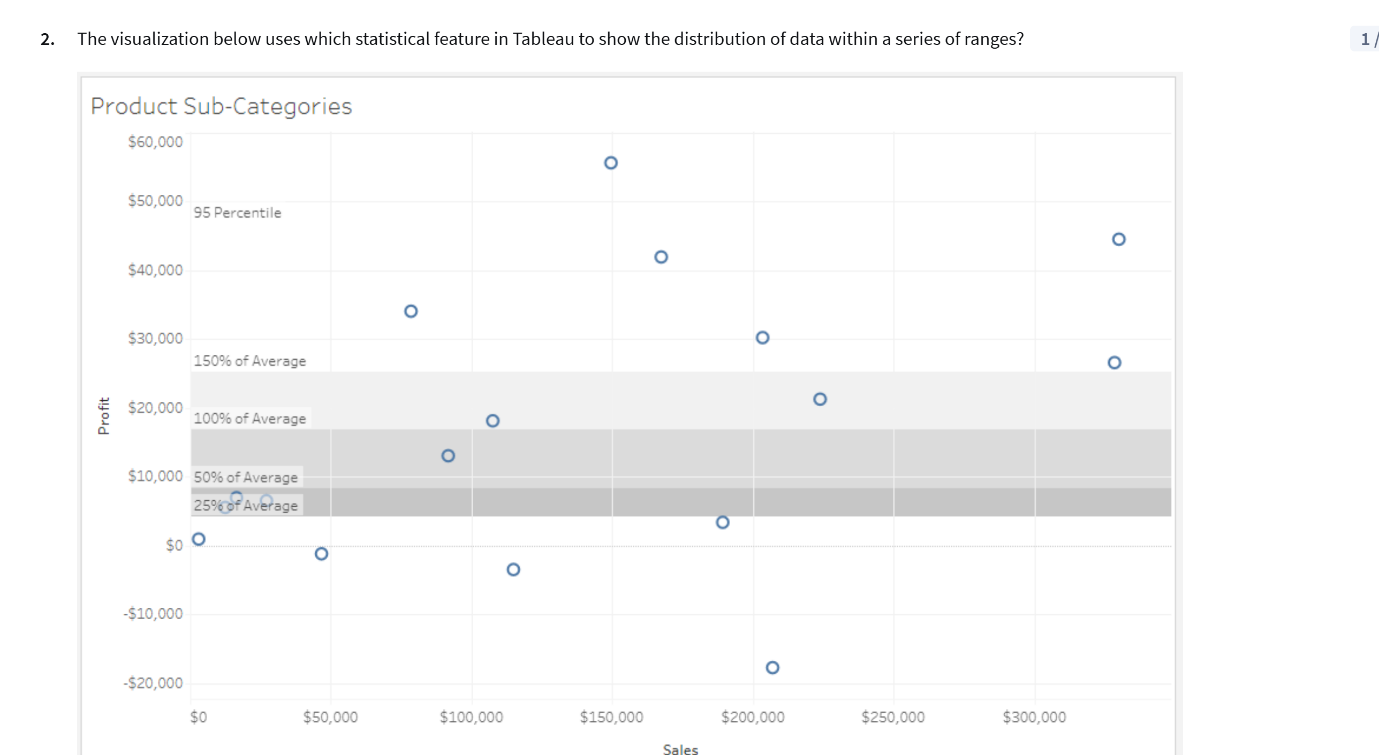 2. The visualization below uses which statistical feature in Tableau to show the distribution of data within a series of ranges?
1/
Product Sub-Categories
$60,000
$50,000
95 Percentile
$40,000
$30,000
150% of Average
$20,000
100% of Average
Profit
$10,000
50% of Average
25% of Average
$0
-$10,000
-$20,000
$0 $50,000 $100,000 $150,000 $200,000 $250,000 $300,000
Sales